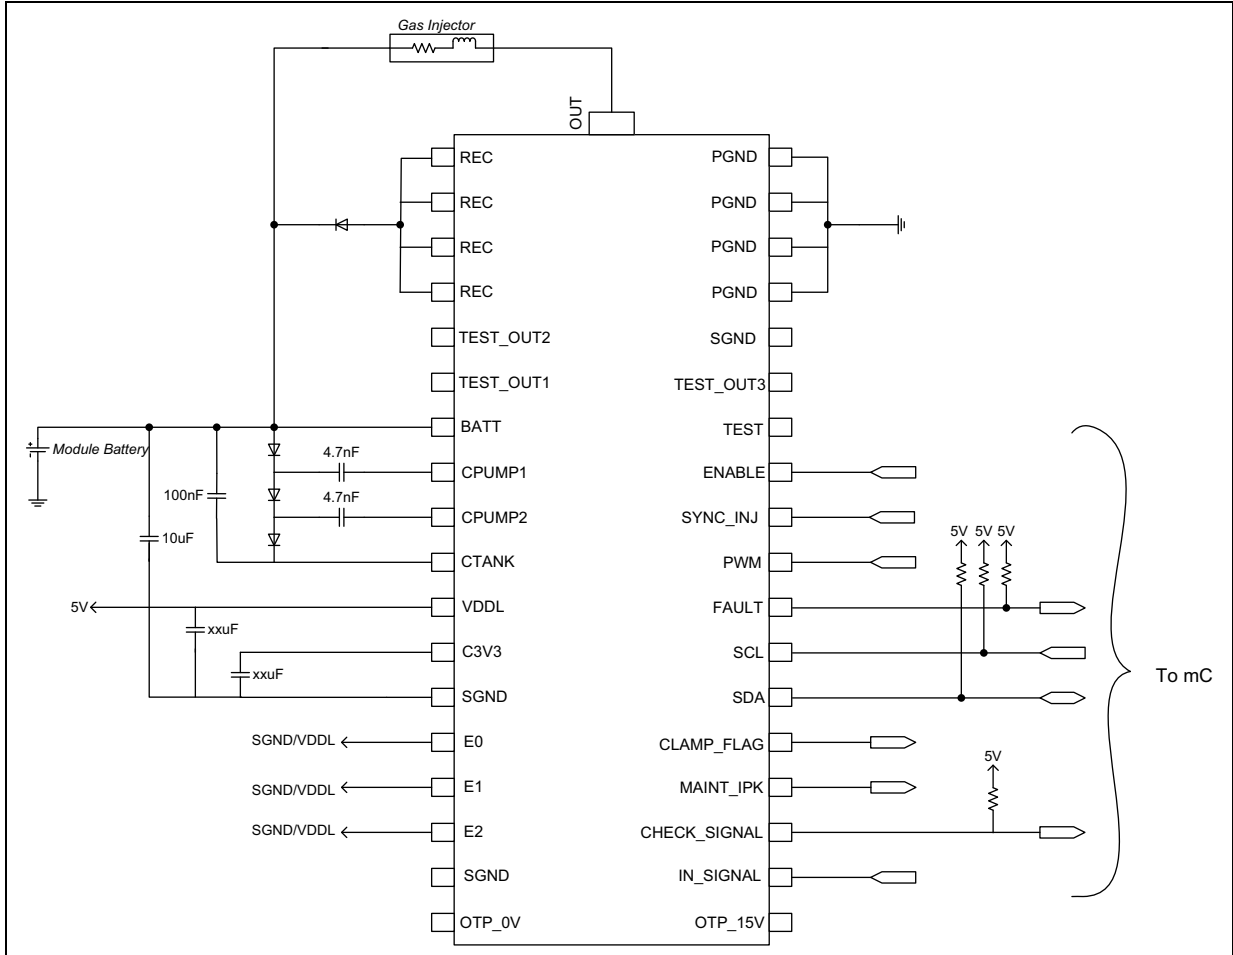 Gas Injector
OUT
REC
PGND
REC
PGND
REC
PGND
REC
PGND
TEST_OUT2
SGND
TEST_OUT1
TEST_OUT3
BATT
TEST
Module Battery
4.7nF
CPUMP1
ENABLE
100nF
4.7nF
CPUMP2
SYNC_INJ
10uF
5V
5V
5V
CTANK
PWM
5V
VDDL
FAULT
xxuF
C3V3
SCL
xxuF
To mC
SGND
SDA
SGND/VDDL
E0
CLAMP_FLAG
5V
SGND/VDDL
E1
MAINT_IPK
SGND/VDDL
E2
CHECK_SIGNAL
SGND
IN_SIGNAL
OTP_0V
OTP_15V